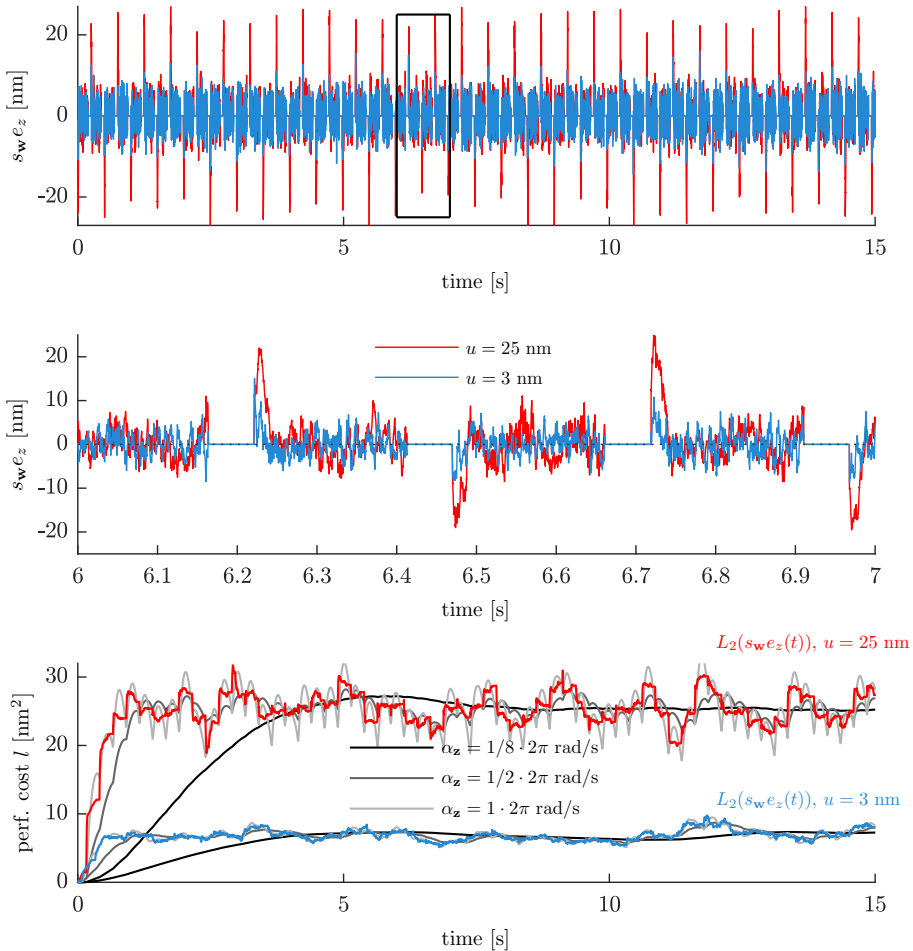 20
0
-20
s_w e_z [nm]
0 5 10 15
time [s]
20
10
0
-10
-20
s_w e_z [nm]
u = 25 nm
u = 3 nm
6 6.1 6.2 6.3 6.4 6.5 6.6 6.7 6.8 6.9 7
time [s]
L₂(s_w e_z(t)), u = 25 nm
30
20
10
0
perf. cost l [nm²]
α_z = 1/8 · 2π rad/s
α_z = 1/2 · 2π rad/s
α_z = 1 · 2π rad/s
L₂(s_w e_z(t)), u = 3 nm
0 5 10 15
time [s]